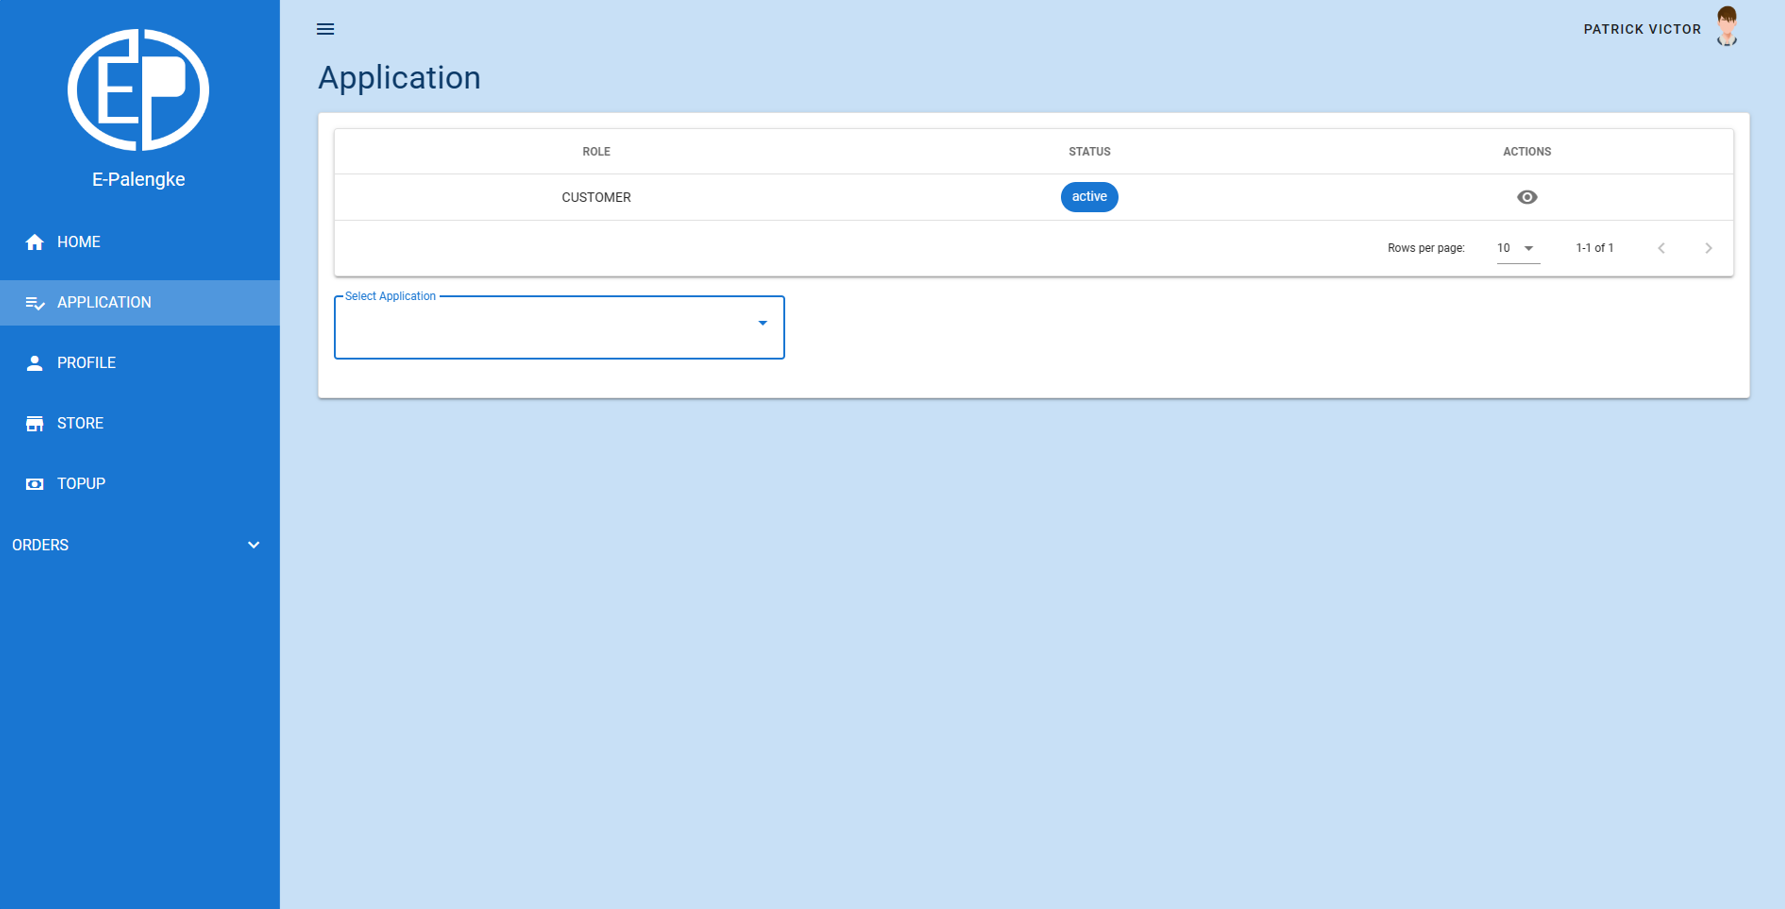 EP
E-Palengke
HOME
APPLICATION
PROFILE
STORE
TOPUP
ORDERS
PATRICK VICTOR
Application
ROLE STATUS ACTIONS
CUSTOMER active
Rows per page: 10 1-1 of 1
Select Application